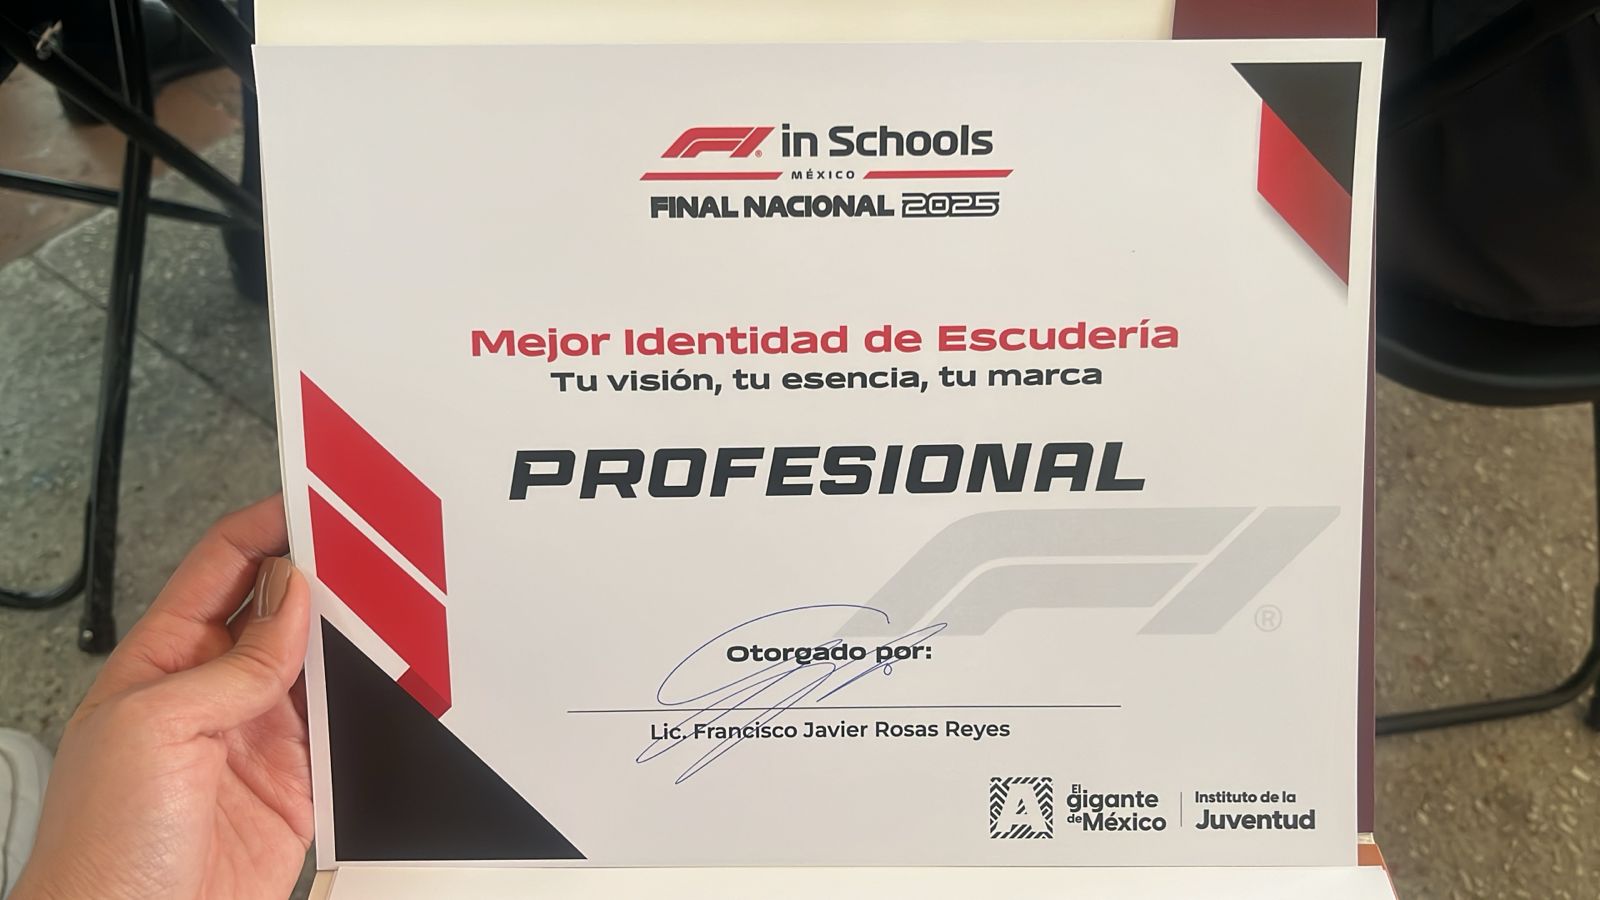 F1® in Schools
MÉXICO
FINAL NACIONAL 2025
Mejor Identidad de Escudería
Tu visión, tu esencia, tu marca
PROFESIONAL
F1®
Otorgado por:
Lic. Francisco Javier Rosas Reyes
A
El gigante de México
Instituto de la Juventud